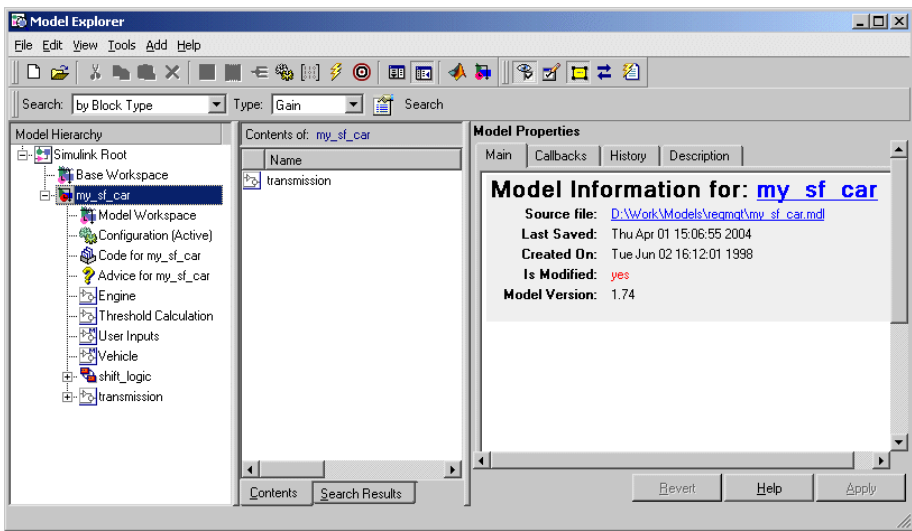 Model Explorer
File Edit View Tools Add Help
Search: by Block Type Type: Gain Search
Model Hierarchy
Simulink Root
Base Workspace
my_sf_car
Model Workspace
Configuration (Active)
Code for my_sf_car
Advice for my_sf_car
Engine
Threshold Calculation
User Inputs
Vehicle
shift_logic
transmission
Contents of: my_sf_car
Name
transmission
Contents Search Results
Model Properties
Main Callbacks History Description
Model Information for: my_sf_car
Source file: D:\Work\Models\reqmgt\my_sf_car.mdl
Last Saved: Thu Apr 01 15:06:55 2004
Created On: Tue Jun 02 16:12:01 1998
Is Modified: yes
Model Version: 1.74
Revert Help Apply